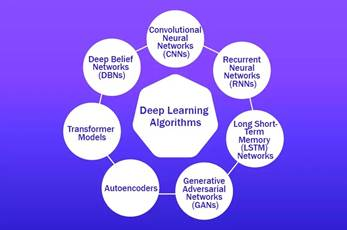 Convolutional
Neural
Networks
(CNNs)
Recurrent
Neural
Networks
(RNNs)
Long Short-
Term
Memory
(LSTM)
Networks
Generative
Adversarial
Networks
(GANs)
Autoencoders
Transformer
Models
Deep Belief
Networks
(DBNs)
Deep Learning
Algorithms